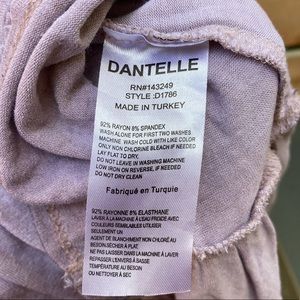 DANTELLE
RN#143249
STYLE :D1786
MADE IN TURKEY
92% RAYON 8% SPANDEX
WASH ALONE FOR FIRST TWO WASHES
MACHINE WASH COLD WITH LIKE COLOR
ONLY NON CHLORINE BLEACH IF NEEDED
LAY FLAT TO DRY.
DO NOT LEAVE IN WASHING MACHINE
LOW IRON ON REVERSE IF NEEDED
DO NOT DRY CLEAN
Fabriqué en Turquie
92% RAYONNE 8% ELASTHANE
LAVER À LA MACHINE À L'EAU FROIDE AVEC
COULEURS SEMBLABLES UTILISER
SEULEMENT UN
AGENT DE BLANCHIMENT NON CHLORÉ AU
BESOIN.SÉCHER À PLAT.
NE PAS LAISSER DANS LA MACHINE À LAVER
REPASSER L'ENVERS À BASSE
TEMPÉRATURE AU BESOIN
OU NETTOYER À SEC